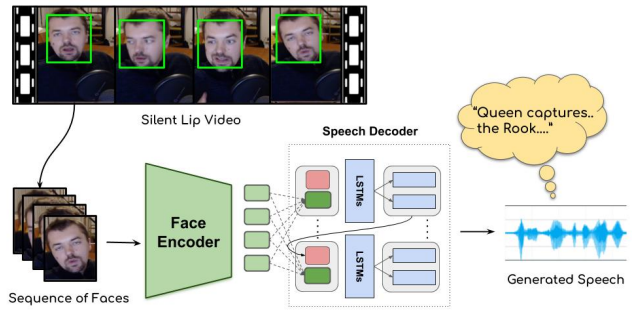 Silent Lip Video
Speech Decoder
"Queen captures..
the Rook...."
Face
Encoder
LSTMs
LSTMs
Sequence of Faces
Generated Speech